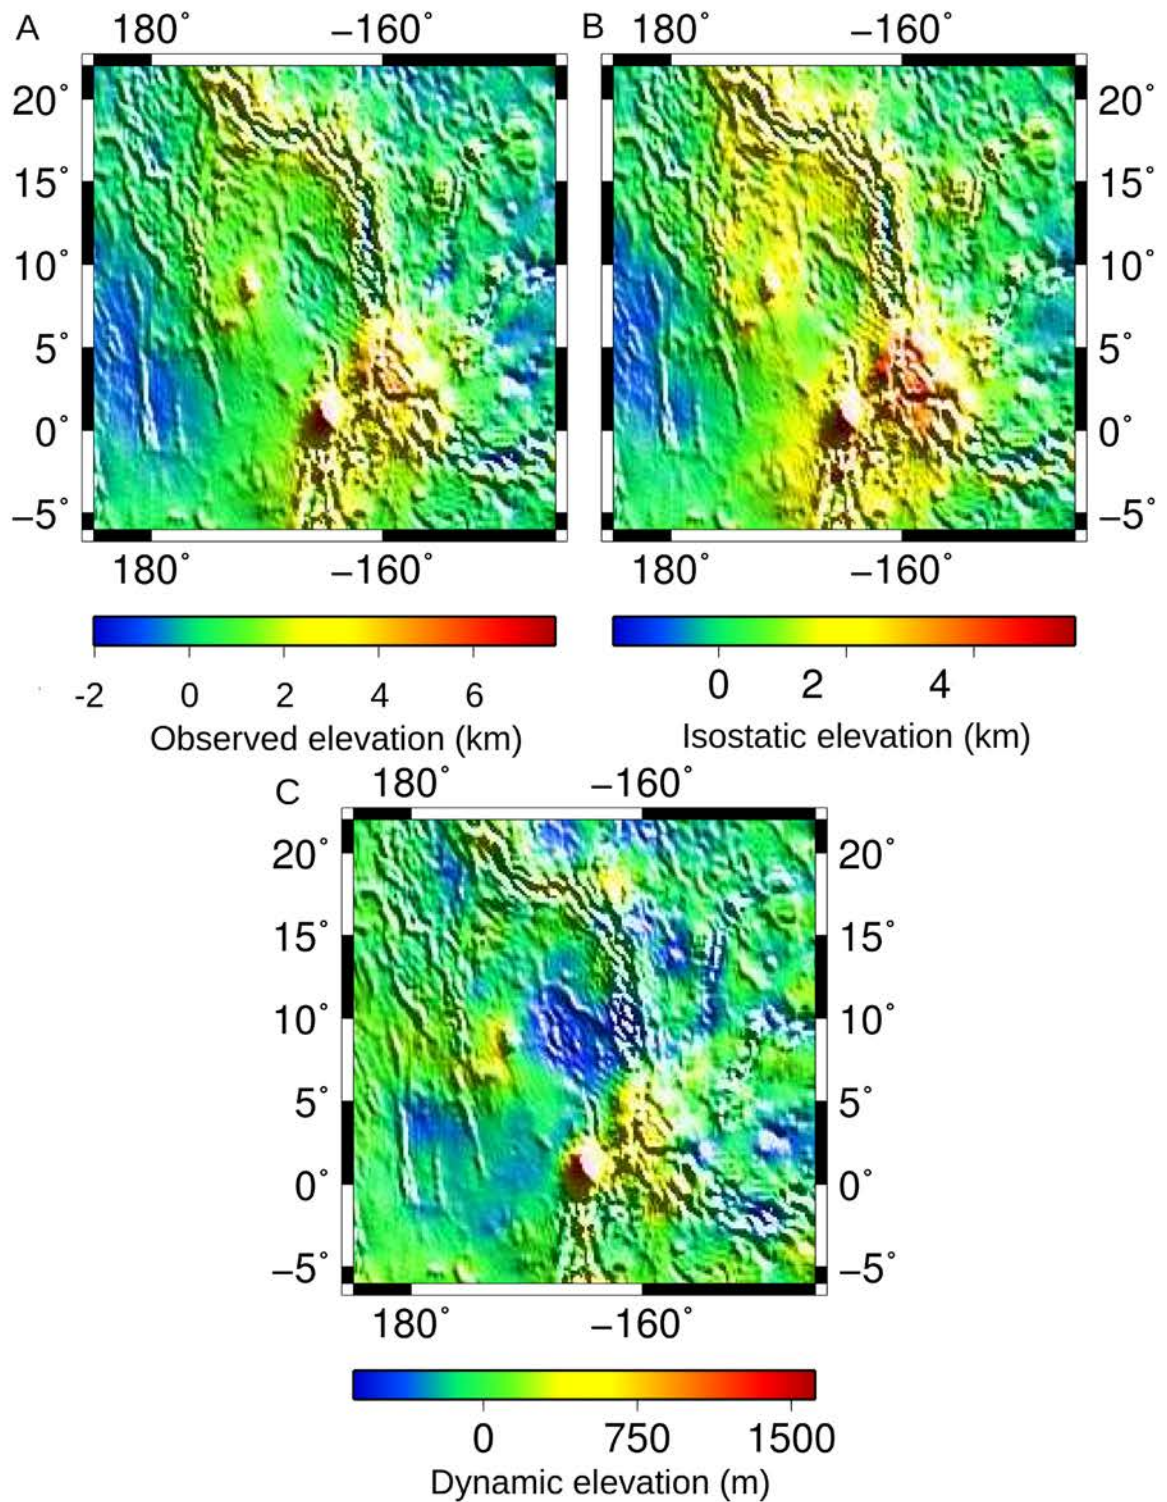 A 180° −160° B 180° −160°
20° 20°
15° 15°
10° 10°
5° 5°
0° 0°
−5° −5°
180° −160° 180° −160°
-2 0 2 4 6 0 2 4
Observed elevation (km) Isostatic elevation (km)
C 180° −160°
20° 20°
15° 15°
10° 10°
5° 5°
0° 0°
−5° −5°
180° −160°
0 750 1500
Dynamic elevation (m)